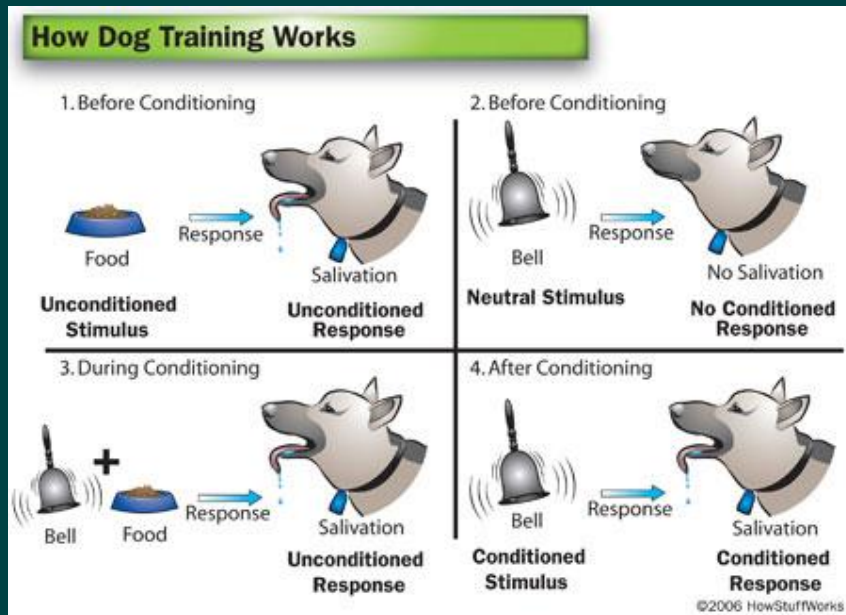 How Dog Training Works
1. Before Conditioning
Food
Response
Salivation
Unconditioned
Stimulus
Unconditioned
Response
2. Before Conditioning
Bell
Response
No Salivation
Neutral Stimulus
No Conditioned
Response
3. During Conditioning
+
Bell
Food
Response
Salivation
Unconditioned
Response
4. After Conditioning
Bell
Response
Salivation
Conditioned
Stimulus
Conditioned
Response
©2006 HowStuffWorks